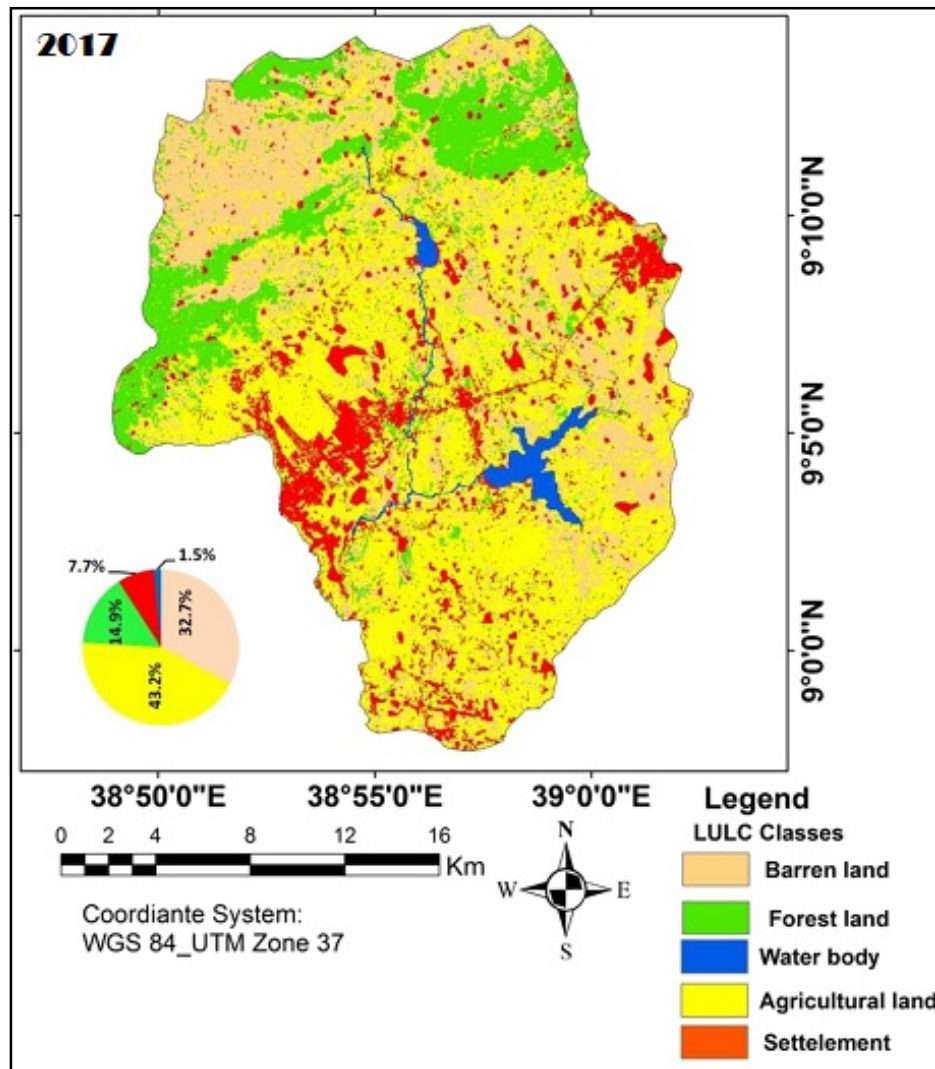 2017
9°10'0"N
9°5'0"N
9°0'0"N
7.7%
1.5%
32.7%
14.9%
43.2%
38°50'0"E 38°55'0"E 39°0'0"E
0 2 4 8 12 16
Km
Coordiante System:
WGS 84_UTM Zone 37
N
W E
S
Legend
LULC Classes
Barren land
Forest land
Water body
Agricultural land
Settelement